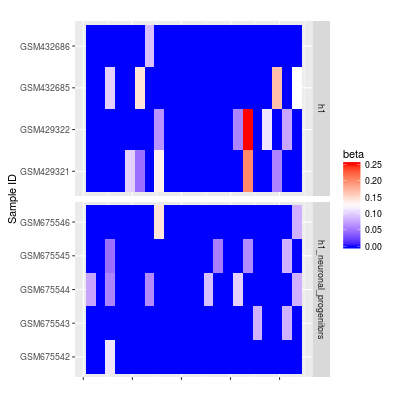 GSM432686
GSM432685
GSM429322
GSM429321
h1
GSM675546
GSM675545
GSM675544
GSM675543
GSM675542
h1_neuronal_progenitors
Sample ID
beta
0.25
0.20
0.15
0.10
0.05
0.00